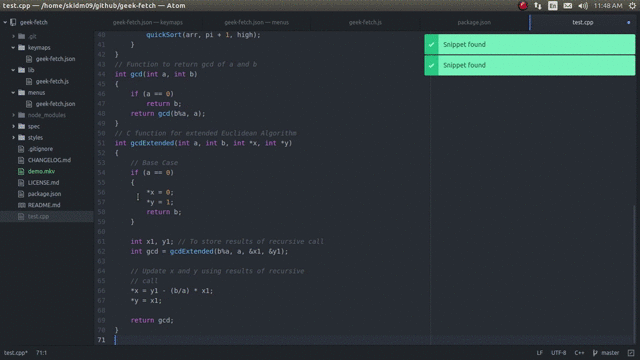 test.cpp — /home/skidm09/github/geek-fetch — Atom
En
11:48 AM
geek-fetch
geek-fetch.json — keymaps
geek-fetch.json — menus
geek-fetch.js
package.json
test.cpp
.git
keymaps
geek-fetch.json
lib
geek-fetch.js
menus
geek-fetch.json
node_modules
spec
styles
.gitignore
CHANGELOG.md
demo.mkv
LICENSE.md
package.json
README.md
test.cpp
40 quickSort(arr, pi + 1, high);
41 }
42 }
43 // Function to return gcd of a and b
44 int gcd(int a, int b)
45 {
46 if (a == 0)
47 return b;
48 return gcd(b%a, a);
49 }
50 // C function for extended Euclidean Algorithm
51 int gcdExtended(int a, int b, int *x, int *y)
52 {
53 // Base Case
54 if (a == 0)
55 {
56 *x = 0;
57 *y = 1;
58 return b;
59 }
60
61 int x1, y1; // To store results of recursive call
62 int gcd = gcdExtended(b%a, a, &x1, &y1);
63
64 // Update x and y using results of recursive
65 // call
66 *x = y1 - (b/a) * x1;
67 *y = x1;
68
69 return gcd;
70 }
71
Snippet found
Snippet found
test.cpp* 71:1
LF UTF-8 C++ master